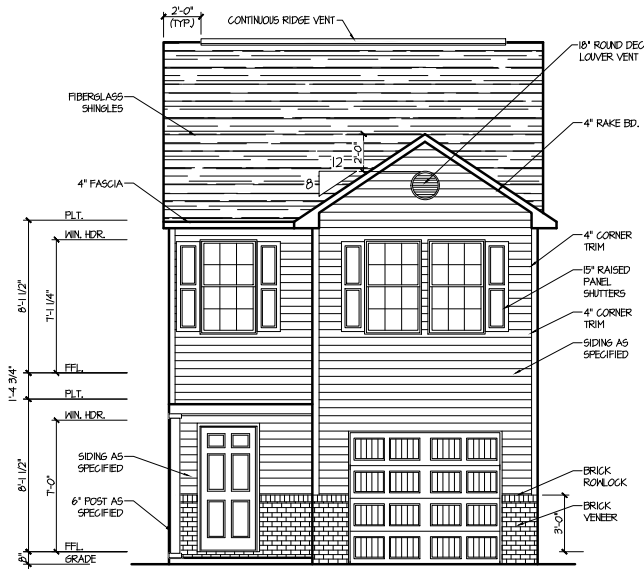 2'-0"
(TYP.)
CONTINUOUS RIDGE VENT
18" ROUND DEC
LOUVER VENT
FIBERGLASS
SHINGLES
4" RAKE BD.
2'-0"
12
8
4" FASCIA
PLT.
WIN. HDR.
4" CORNER
TRIM
8'-1 1/2"
7'-1 1/4"
15" RAISED
PANEL
SHUTTERS
4" CORNER
TRIM
SIDING AS
SPECIFIED
FFL.
1'-4 3/4"
PLT.
WIN. HDR.
SIDING AS
SPECIFIED
8'-1 1/2"
7'-0"
6" POST AS
SPECIFIED
BRICK
ROWLOCK
BRICK
VENEER
3'-0"
FFL.
8"
GRADE